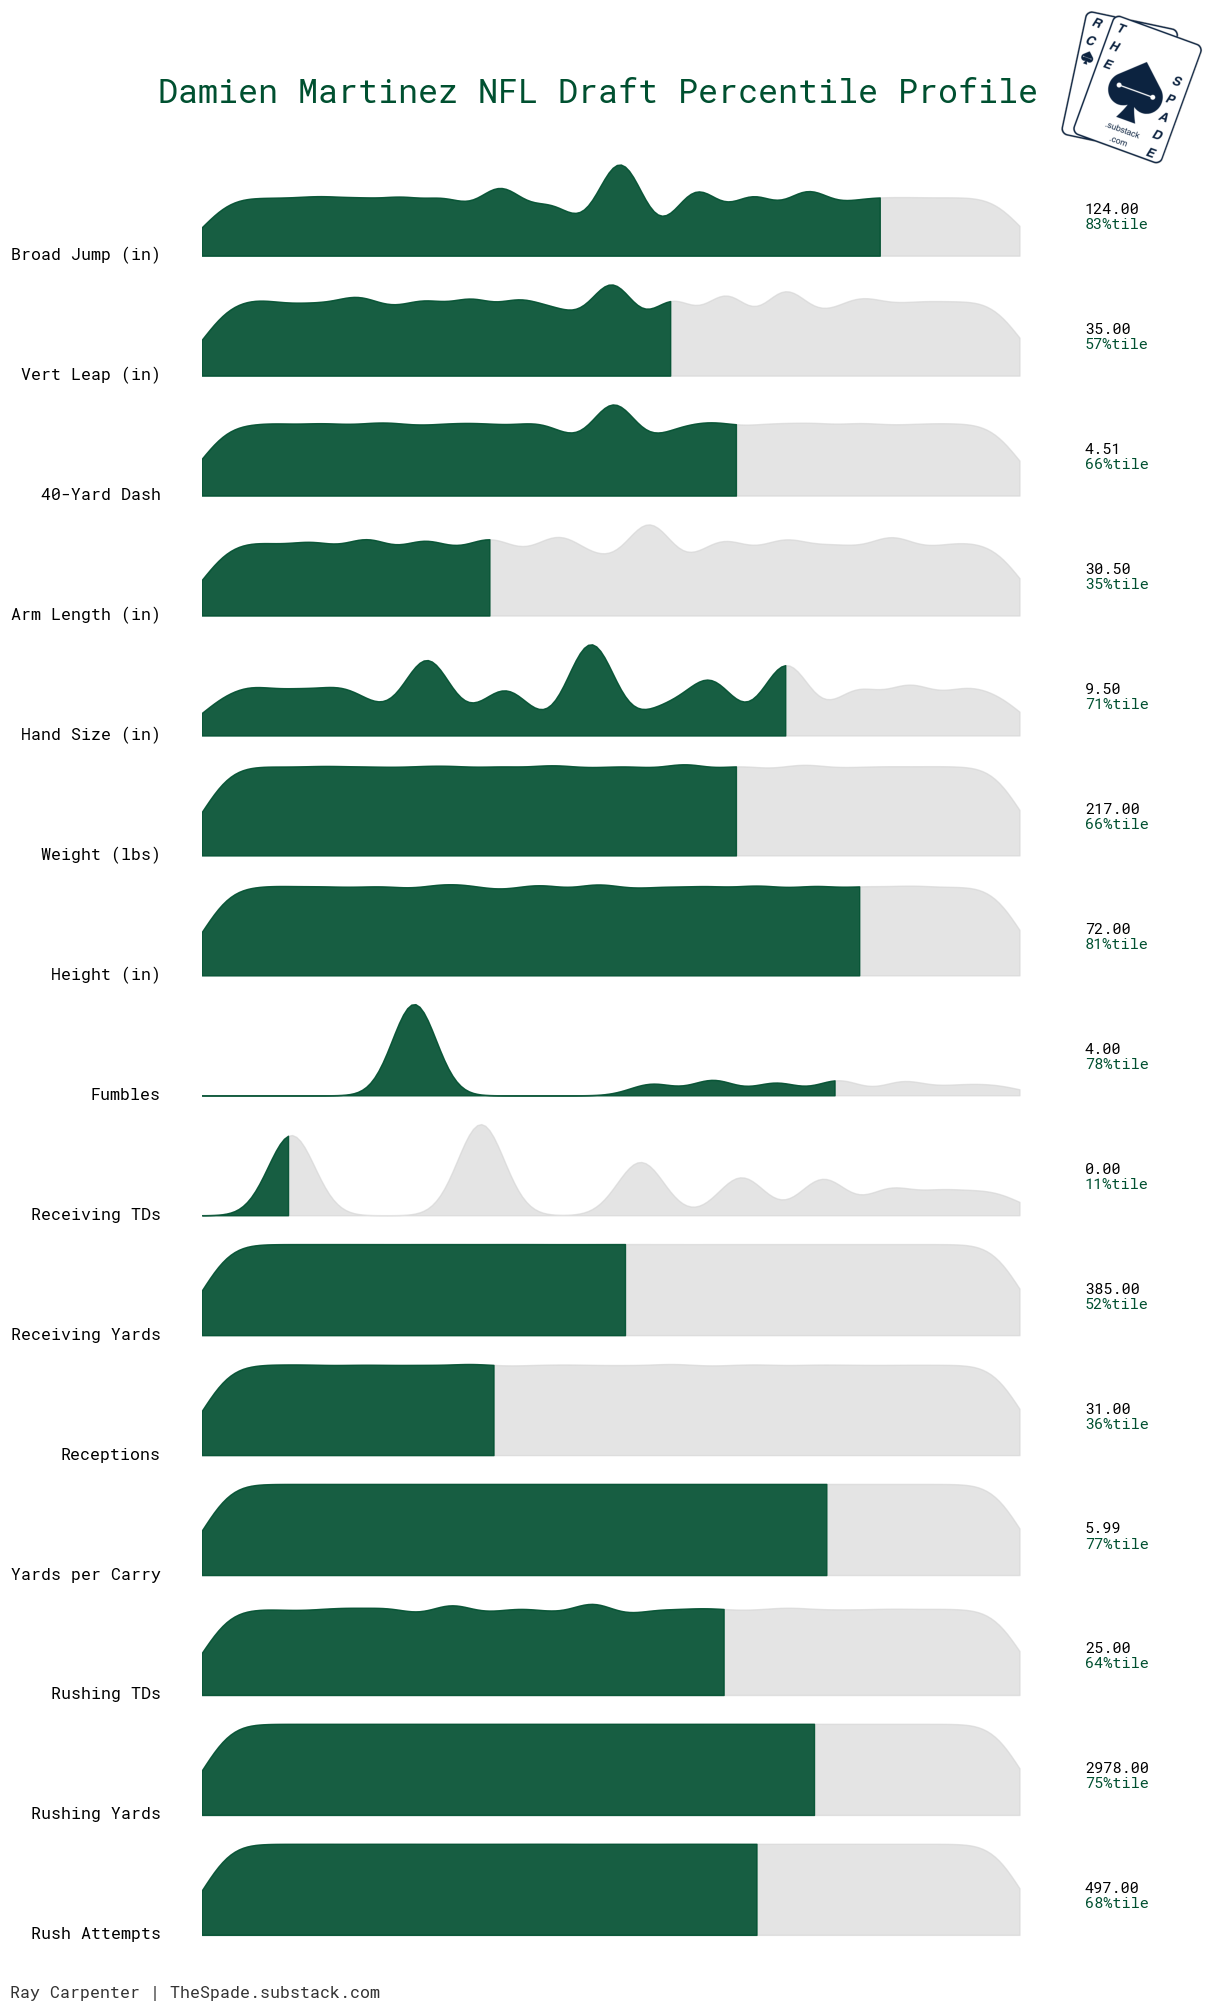 RC
THE
SPADE
.substack
.com
Damien Martinez NFL Draft Percentile Profile
Broad Jump (in)
124.00
83%tile
Vert Leap (in)
35.00
57%tile
40-Yard Dash
4.51
66%tile
Arm Length (in)
30.50
35%tile
Hand Size (in)
9.50
71%tile
Weight (lbs)
217.00
66%tile
Height (in)
72.00
81%tile
Fumbles
4.00
78%tile
Receiving TDs
0.00
11%tile
Receiving Yards
385.00
52%tile
Receptions
31.00
36%tile
Yards per Carry
5.99
77%tile
Rushing TDs
25.00
64%tile
Rushing Yards
2978.00
75%tile
Rush Attempts
497.00
68%tile
Ray Carpenter | TheSpade.substack.com